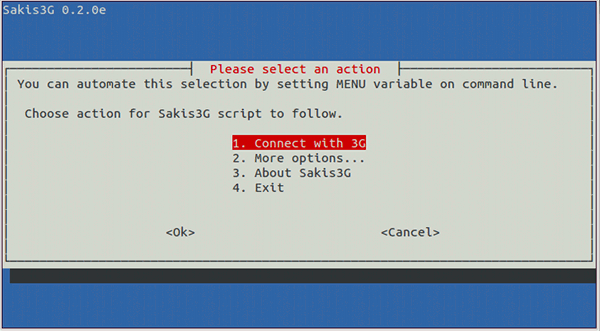 Sakis3G 0.2.0e
Please select an action
You can automate this selection by setting MENU variable on command line.
Choose action for Sakis3G script to follow.
1. Connect with 3G
2. More options...
3. About Sakis3G
4. Exit
<Ok> <Cancel>